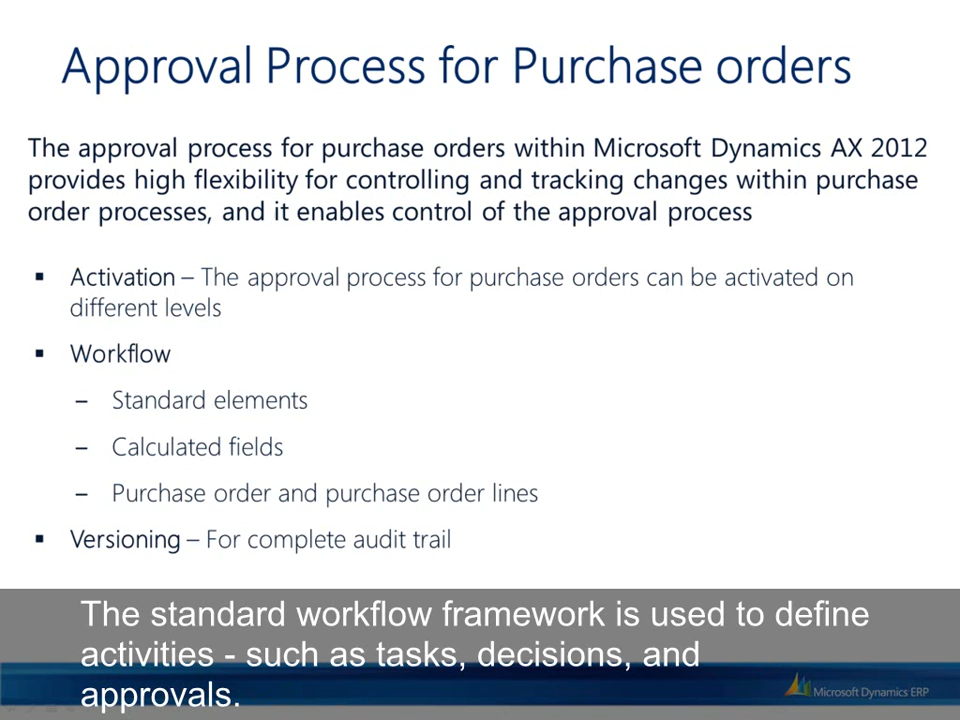 Approval Process for Purchase orders
The approval process for purchase orders within Microsoft Dynamics AX 2012
provides high flexibility for controlling and tracking changes within purchase
order processes, and it enables control of the approval process
▪ Activation – The approval process for purchase orders can be activated on
different levels
▪ Workflow
– Standard elements
– Calculated fields
– Purchase order and purchase order lines
▪ Versioning – For complete audit trail
The standard workflow framework is used to define
activities - such as tasks, decisions, and
approvals.
Microsoft Dynamics ERP